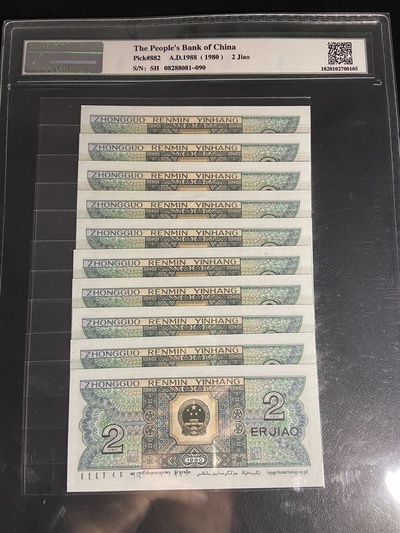 The People's Bank of China
Pick#882 A.D.1988 ( 1980 ) 2 Jiao
S/N: SH 08288081-090
1820102700105
ZHONGGUO RENMIN YINHANG
ZHONGGUO RENMIN YINHANG
ZHONGGUO RENMIN YINHANG
ZHONGGUO RENMIN YINHANG
ZHONGGUO RENMIN YINHANG
ZHONGGUO RENMIN YINHANG
ZHONGGUO RENMIN YINHANG
ZHONGGUO RENMIN YINHANG
ZHONGGUO RENMIN YINHANG
ZHONGGUO RENMIN YINHANG
2 2
ERJIAO
1980